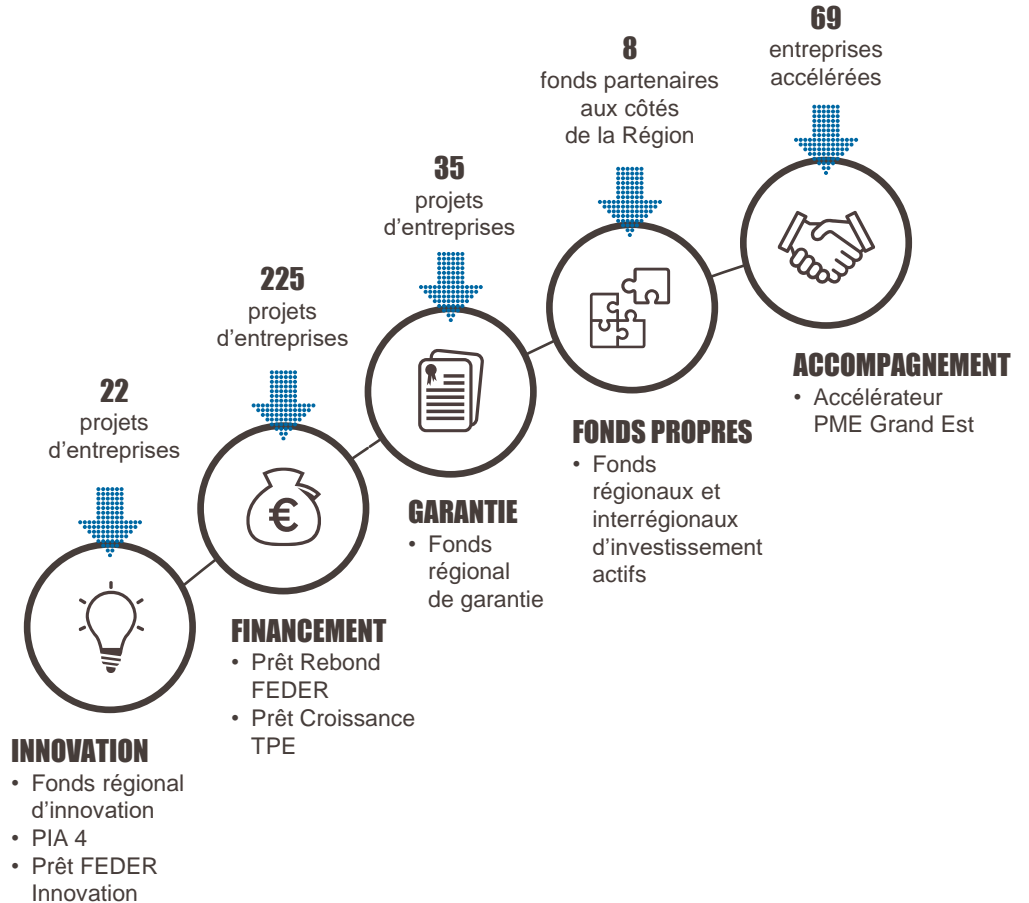 22
projets
d’entreprises
INNOVATION
• Fonds régional
d’innovation
• PIA 4
• Prêt FEDER
Innovation
225
projets
d’entreprises
€
FINANCEMENT
• Prêt Rebond
FEDER
• Prêt Croissance
TPE
35
projets
d’entreprises
GARANTIE
• Fonds
régional
de garantie
8
fonds partenaires
aux côtés
de la Région
FONDS PROPRES
• Fonds
régionaux et
interrégionaux
d’investissement
actifs
69
entreprises
accélérées
ACCOMPAGNEMENT
• Accélérateur
PME Grand Est